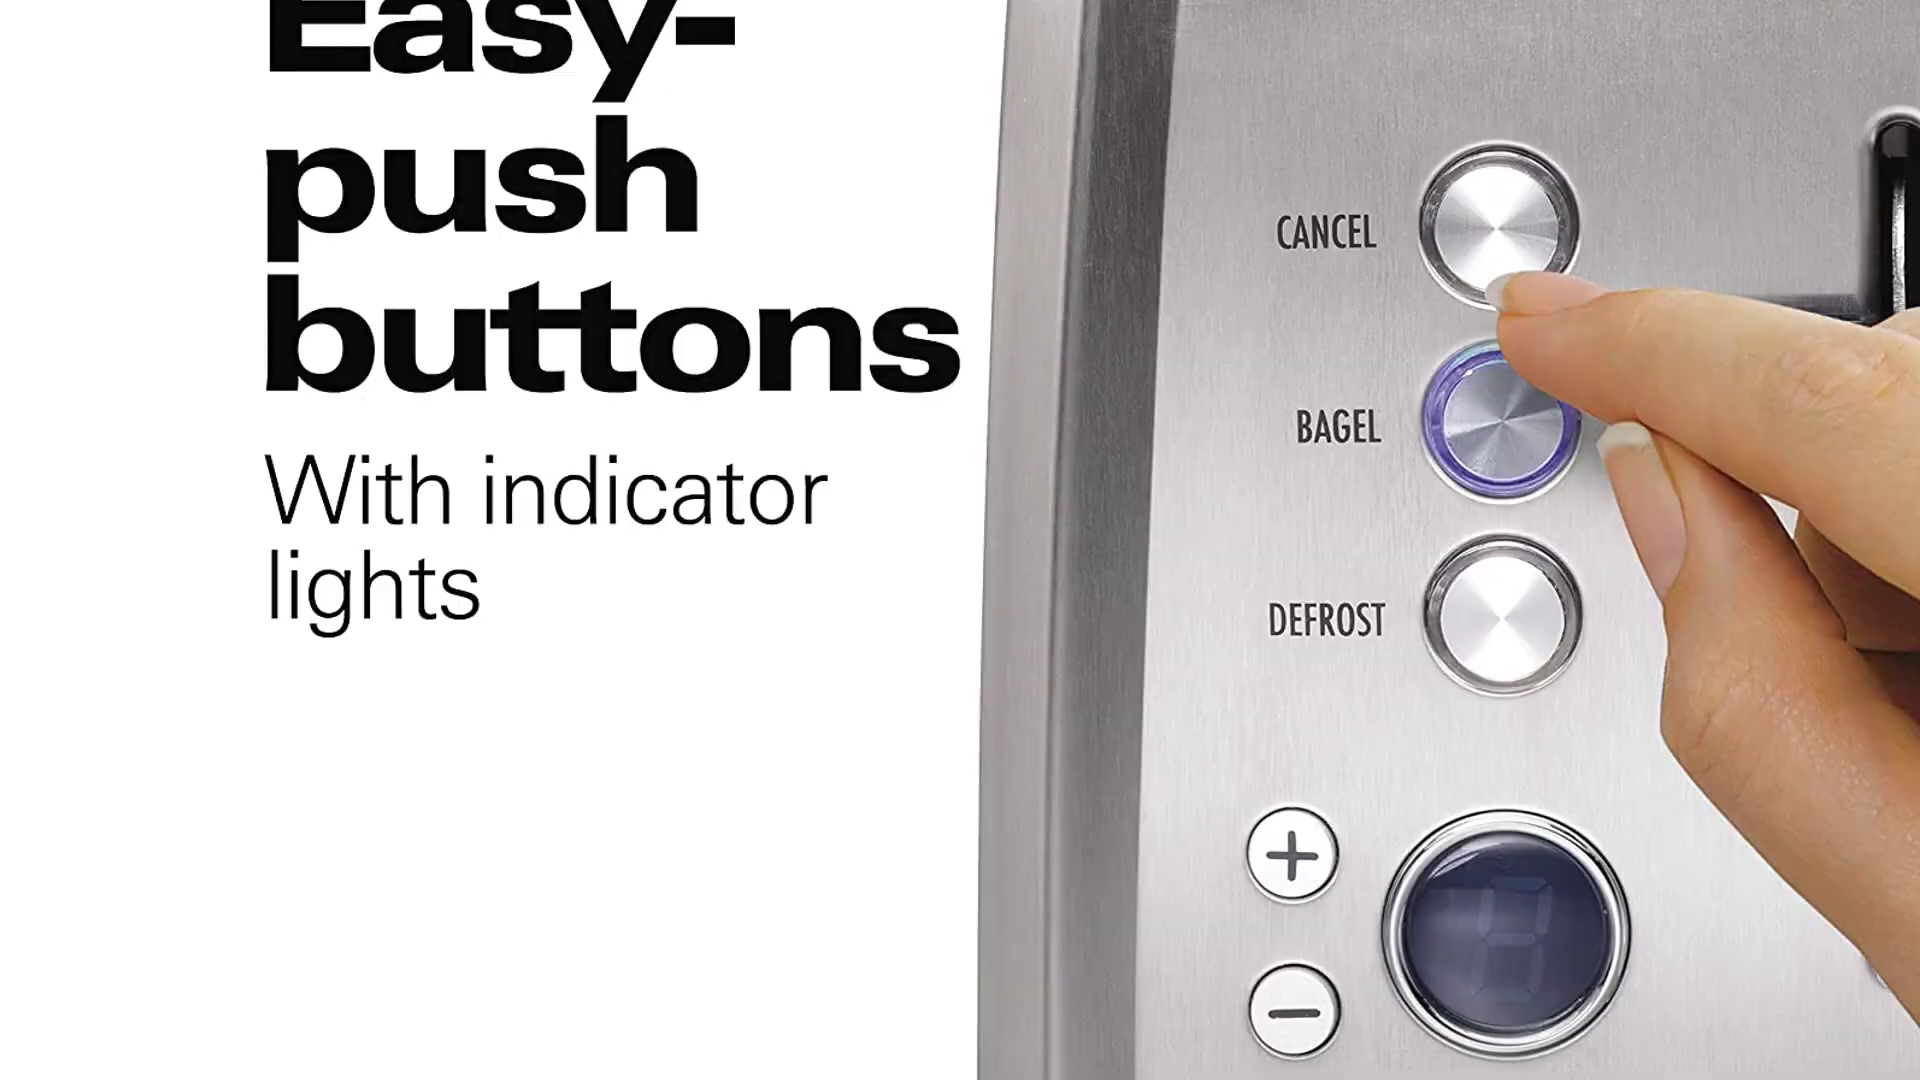 Easy-
push
buttons
With indicator
lights
CANCEL
BAGEL
DEFROST
+
-